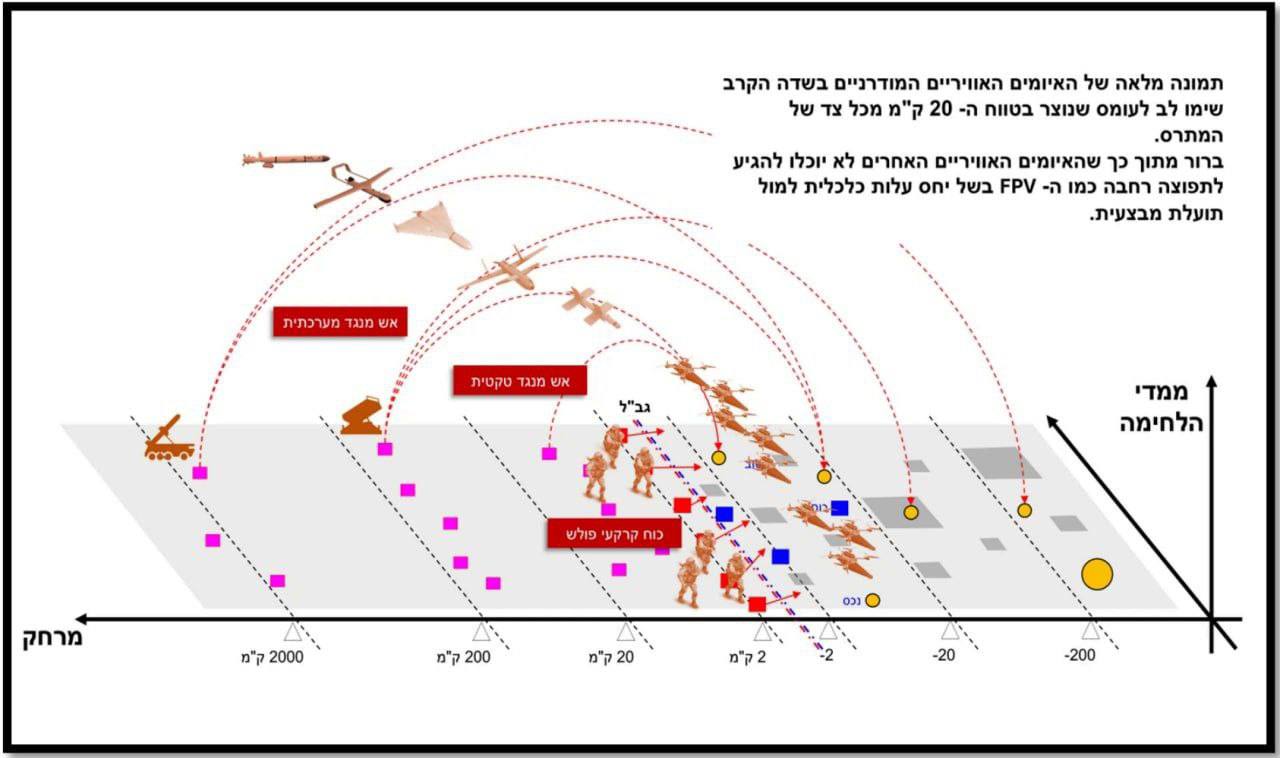 תמונה מלאה של האיומים האוויריים המודרניים בשדה הקרב
שימו לב לעומס שנוצר בטווח ה- 20 ק"מ מכל צד של
המתרס.
ברור מתוך כך שהאיומים האוויריים האחרים לא יוכלו להגיע
לתפוצה רחבה כמו ה- FPV בשל יחס עלות כלכלית למול
תועלת מבצעית.
אש מנגד מערכתית
אש מנגד טקטית
גב"ל
ממדי
הלחימה
כוח קרקעי פולש
נכס
מרחק
2000 ק"מ
200 ק"מ
20 ק"מ
2 ק"מ
-2
-20
-200